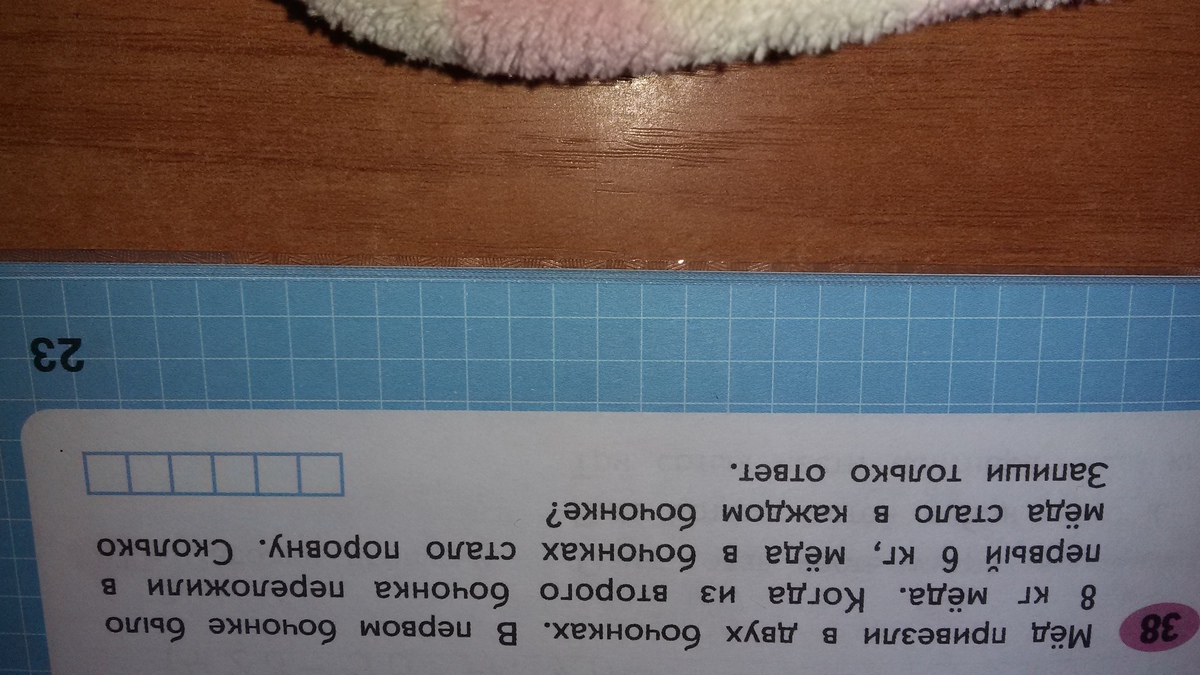 38
Мёд привезли в двух бочонках. В первом бочонке было
8 кг мёда. Когда из второго бочонка переложили в
первый 6 кг, мёда в бочонках стало поровну. Сколько
мёда стало в каждом бочонке?
Запиши только ответ.
23